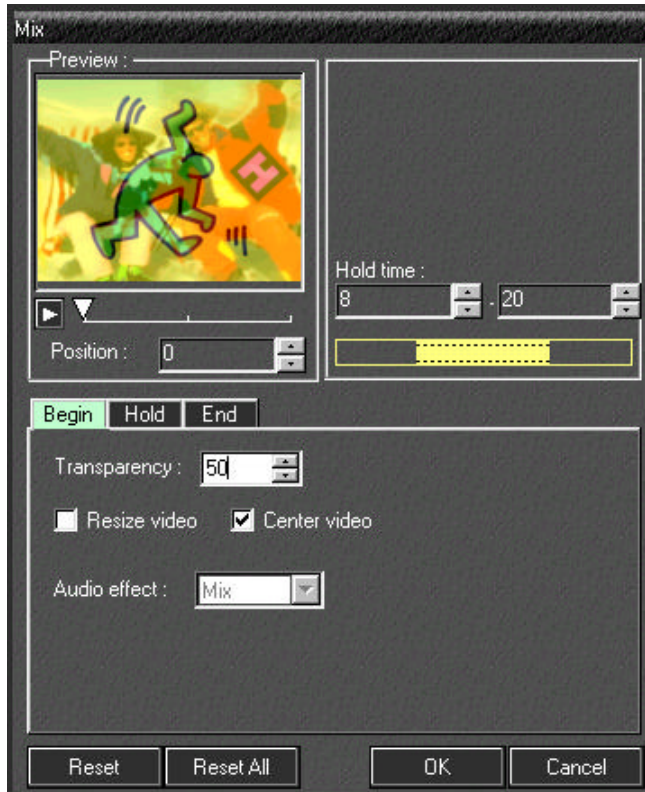 Mix
Preview :
H
Hold time :
8 . 20
Position : 0
Begin Hold End
Transparency : 50
Resize video Center video
Audio effect : Mix
Reset Reset All OK Cancel